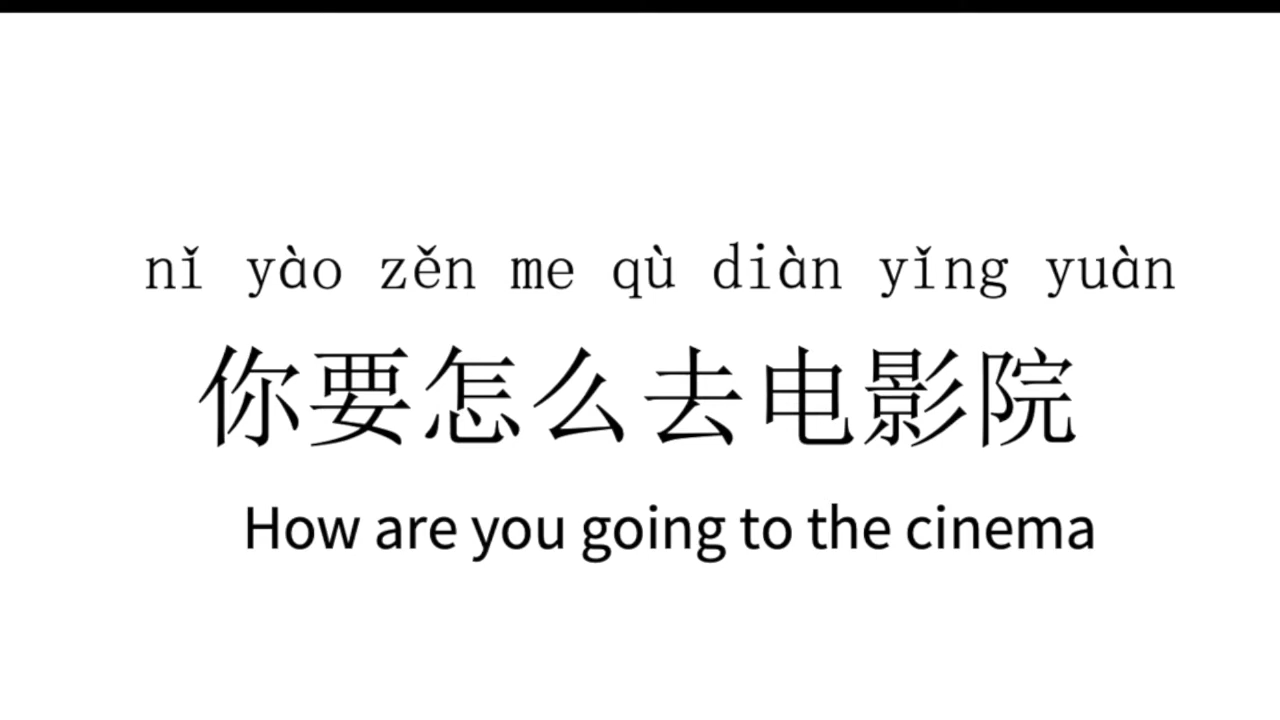 nǐ yào zěn me qù diàn yǐng yuàn
你要怎么去电影院
How are you going to the cinema